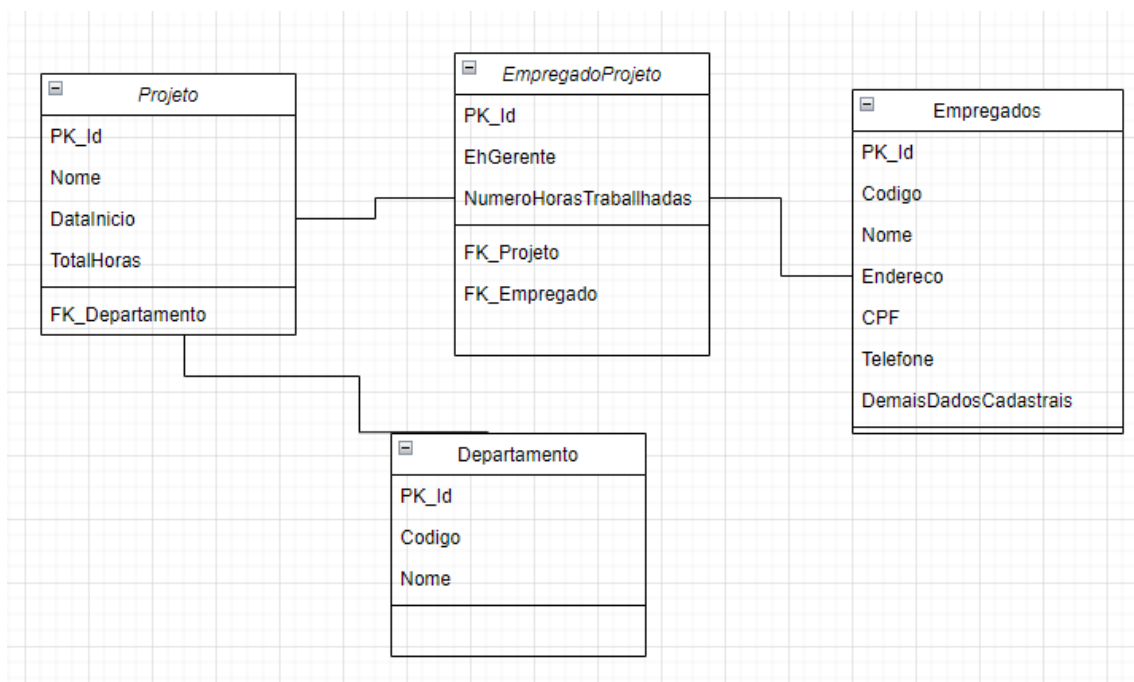 Projeto
PK_Id
Nome
DataInicio
TotalHoras
FK_Departamento
EmpregadoProjeto
PK_Id
EhGerente
NumeroHorasTraballhadas
FK_Projeto
FK_Empregado
Empregados
PK_Id
Codigo
Nome
Endereco
CPF
Telefone
DemaisDadosCadastrais
Departamento
PK_Id
Codigo
Nome